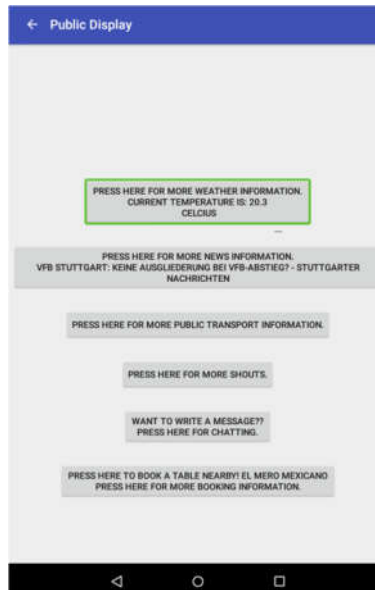 Public Display
PRESS HERE FOR MORE WEATHER INFORMATION.
CURRENT TEMPERATURE IS: 20.3
CELCIUS
PRESS HERE FOR MORE NEWS INFORMATION.
VFB STUTTGART: KEINE AUSGLIEDERUNG BEI VFB-ABSTIEG? - STUTTGARTER
NACHRICHTEN
PRESS HERE FOR MORE PUBLIC TRANSPORT INFORMATION.
PRESS HERE FOR MORE SHOUTS.
WANT TO WRITE A MESSAGE??
PRESS HERE FOR CHATTING.
PRESS HERE TO BOOK A TABLE NEARBY! EL MERO MEXICANO
PRESS HERE FOR MORE BOOKING INFORMATION.